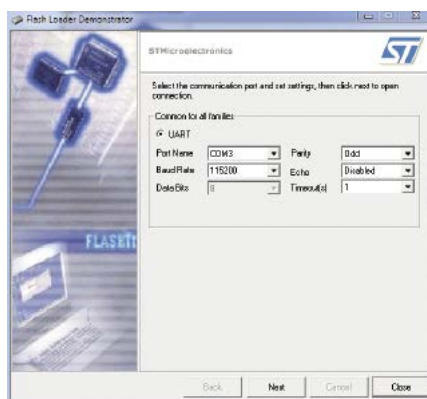 Flash Loader Demonstrator
STMicroelectronics
ST
Select the communication port and set settings, then click next to open
connection.
Common for all families
UART
Port Name COM3 Parity Odd
Baud Rate 115200 Echo Disabled
Data Bits 8 Timeout(s) 1
Back Next Cancel Close